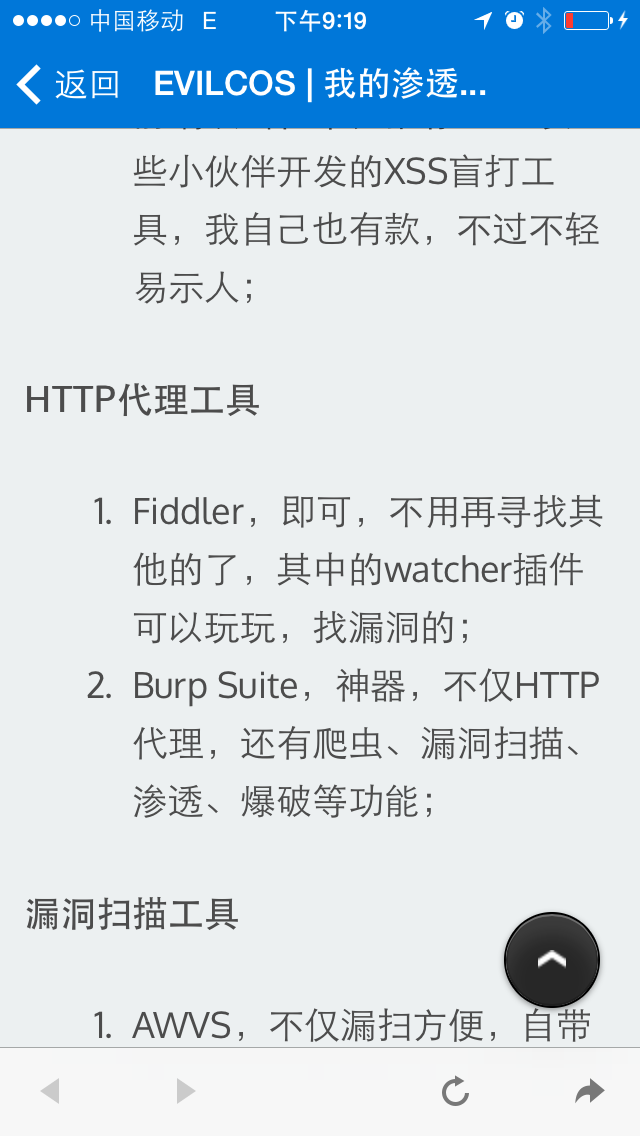 中国移动 E 下午9:19
返回 EVILCOS | 我的渗透...
些小伙伴开发的XSS盲打工
具，我自己也有款，不过不轻
易示人；
HTTP代理工具
1. Fiddler，即可，不用再寻找其
他的了，其中的watcher插件
可以玩玩，找漏洞的；
2. Burp Suite，神器，不仅HTTP
代理，还有爬虫、漏洞扫描、
渗透、爆破等功能；
漏洞扫描工具
1. AWVS，不仅漏扫方便，自带